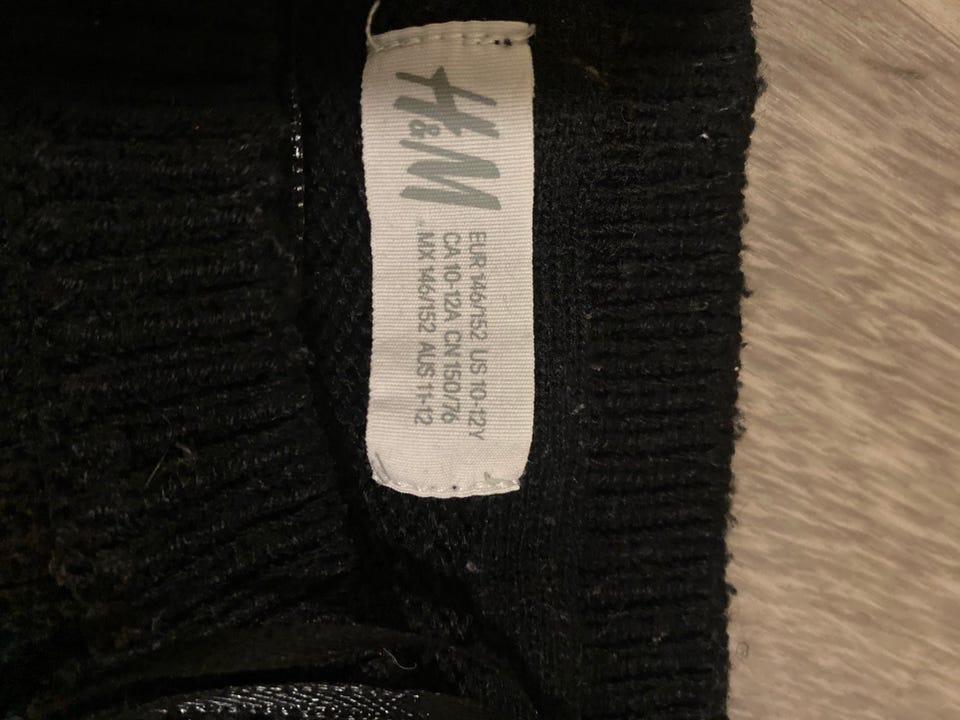 H&M
EUR 146/152 US 10-12Y
CA 10-12A CN 150/76
MX 146/152 AUS 11-12